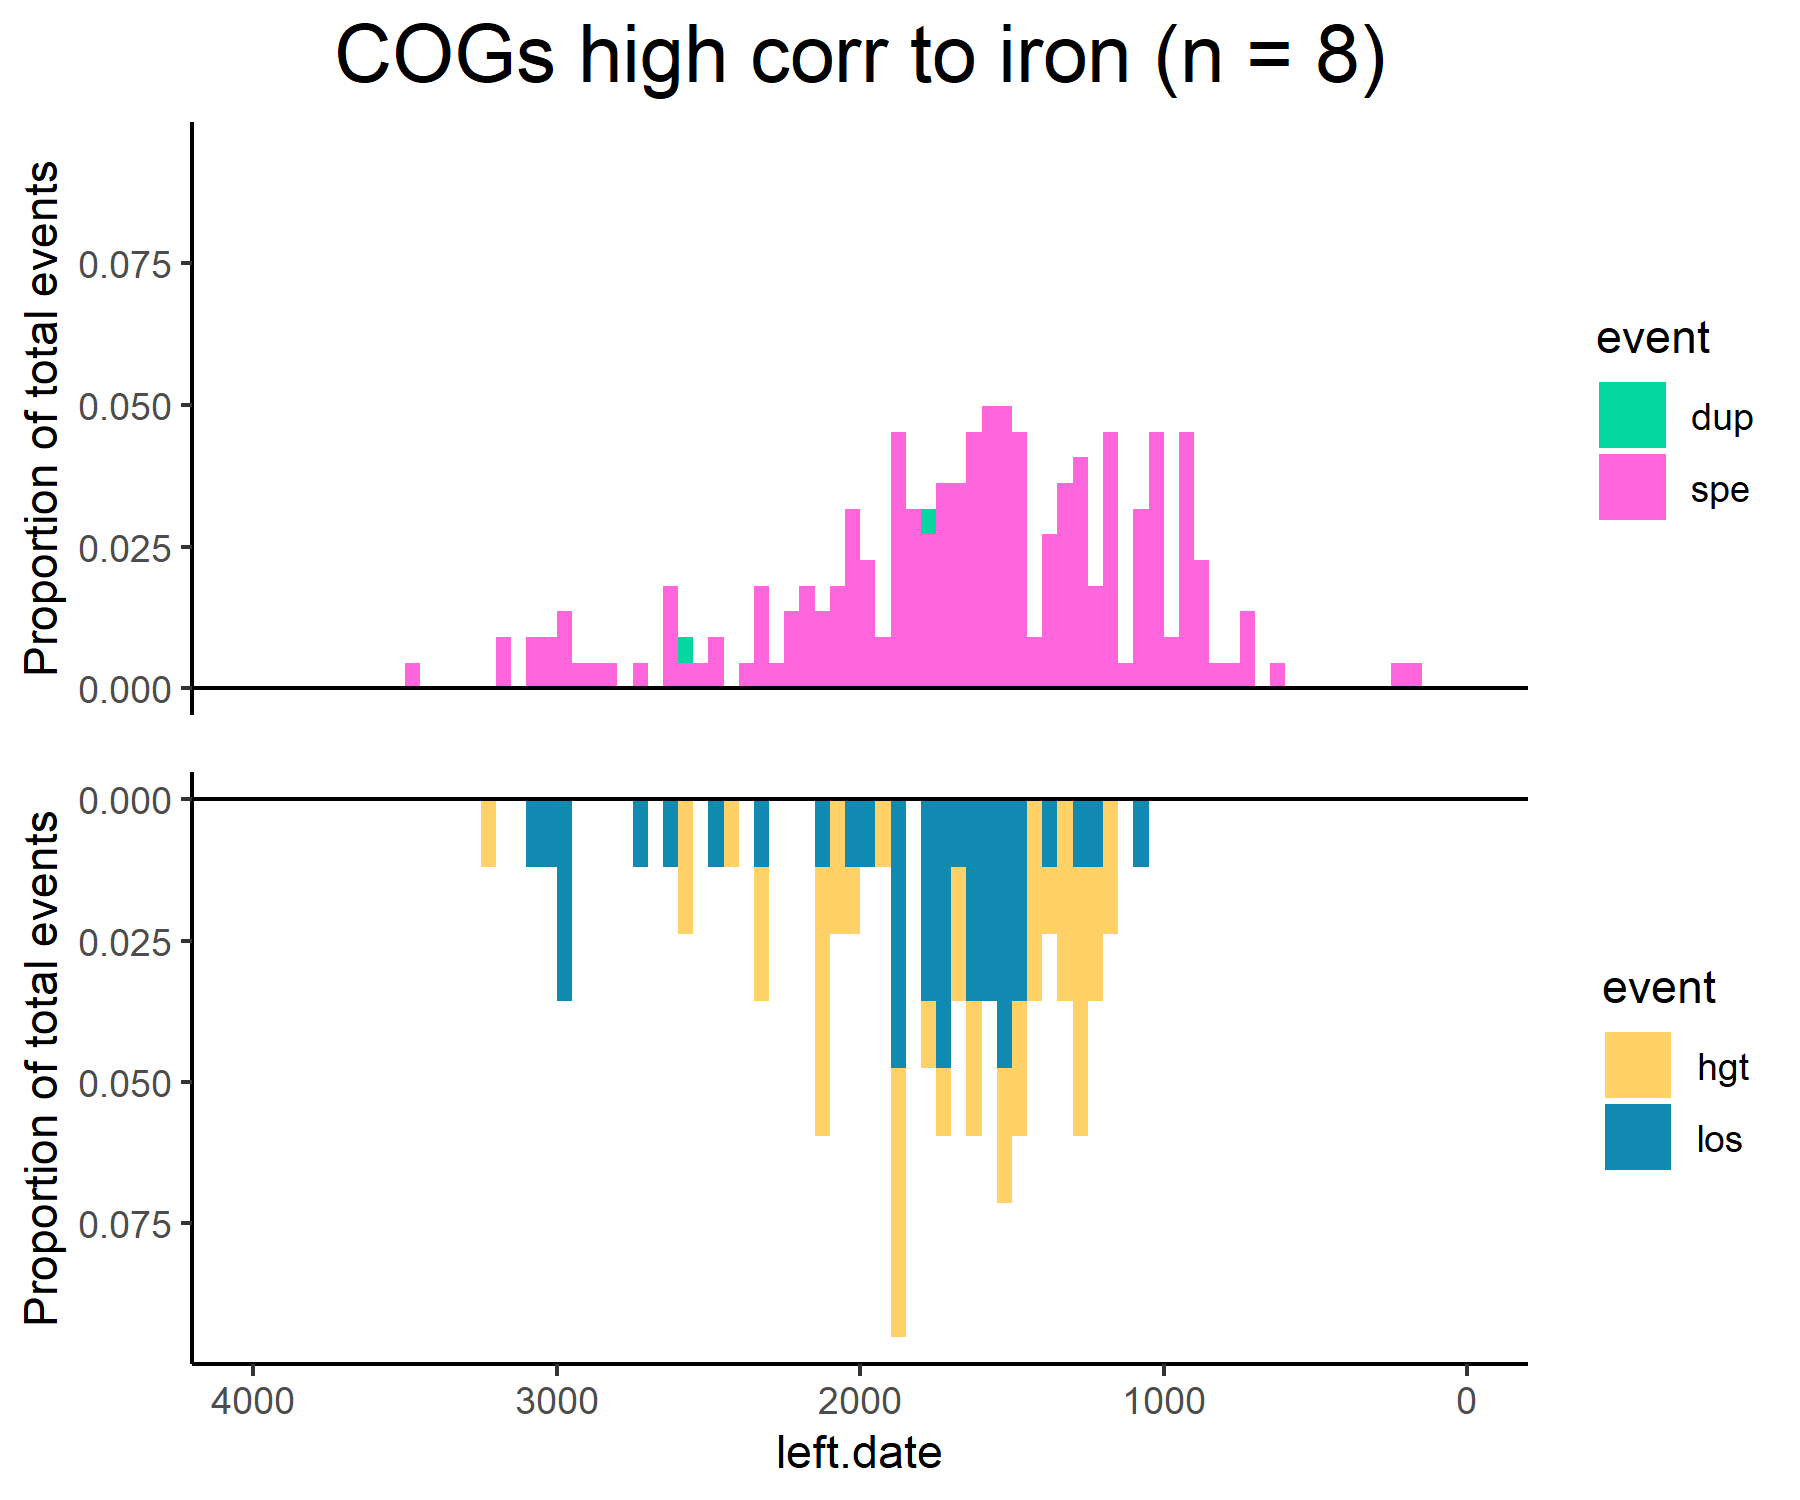 COGs high corr to iron (n = 8)
Proportion of total events
0.075
0.050
0.025
0.000
event
dup
spe
Proportion of total events
0.000
0.025
0.050
0.075
event
hgt
los
4000 3000 2000 1000 0
left.date